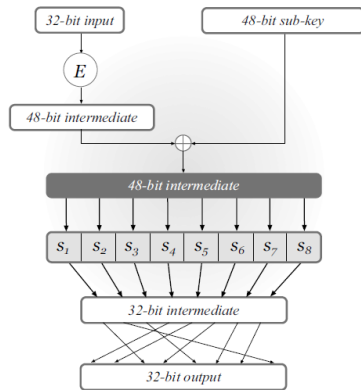 32-bit input 48-bit sub-key
E
48-bit intermediate
48-bit intermediate
S1 S2 S3 S4 S5 S6 S7 S8
32-bit intermediate
32-bit output